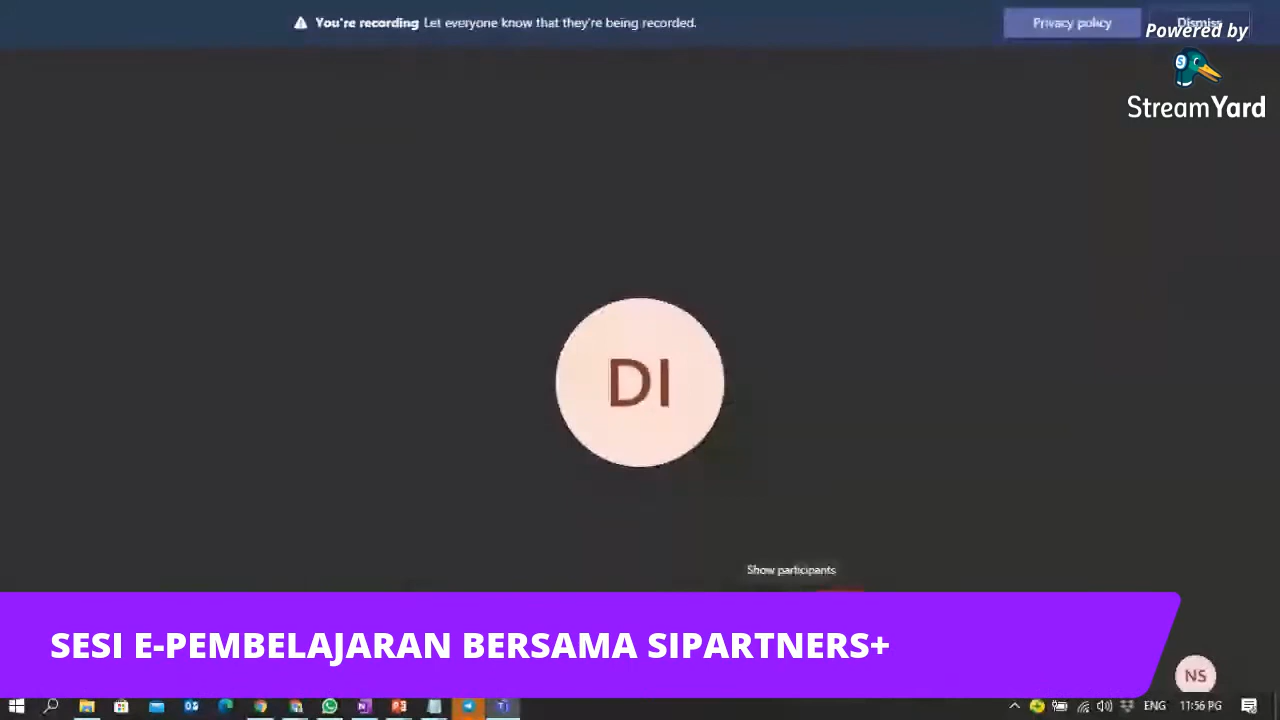 You're recording Let everyone know that they're being recorded.
Privacy policy
Dismiss
Powered by
S
StreamYard
DI
Show participants
SESI E-PEMBELAJARAN BERSAMA SIPARTNERS+
NS
ENG
11:56 PG